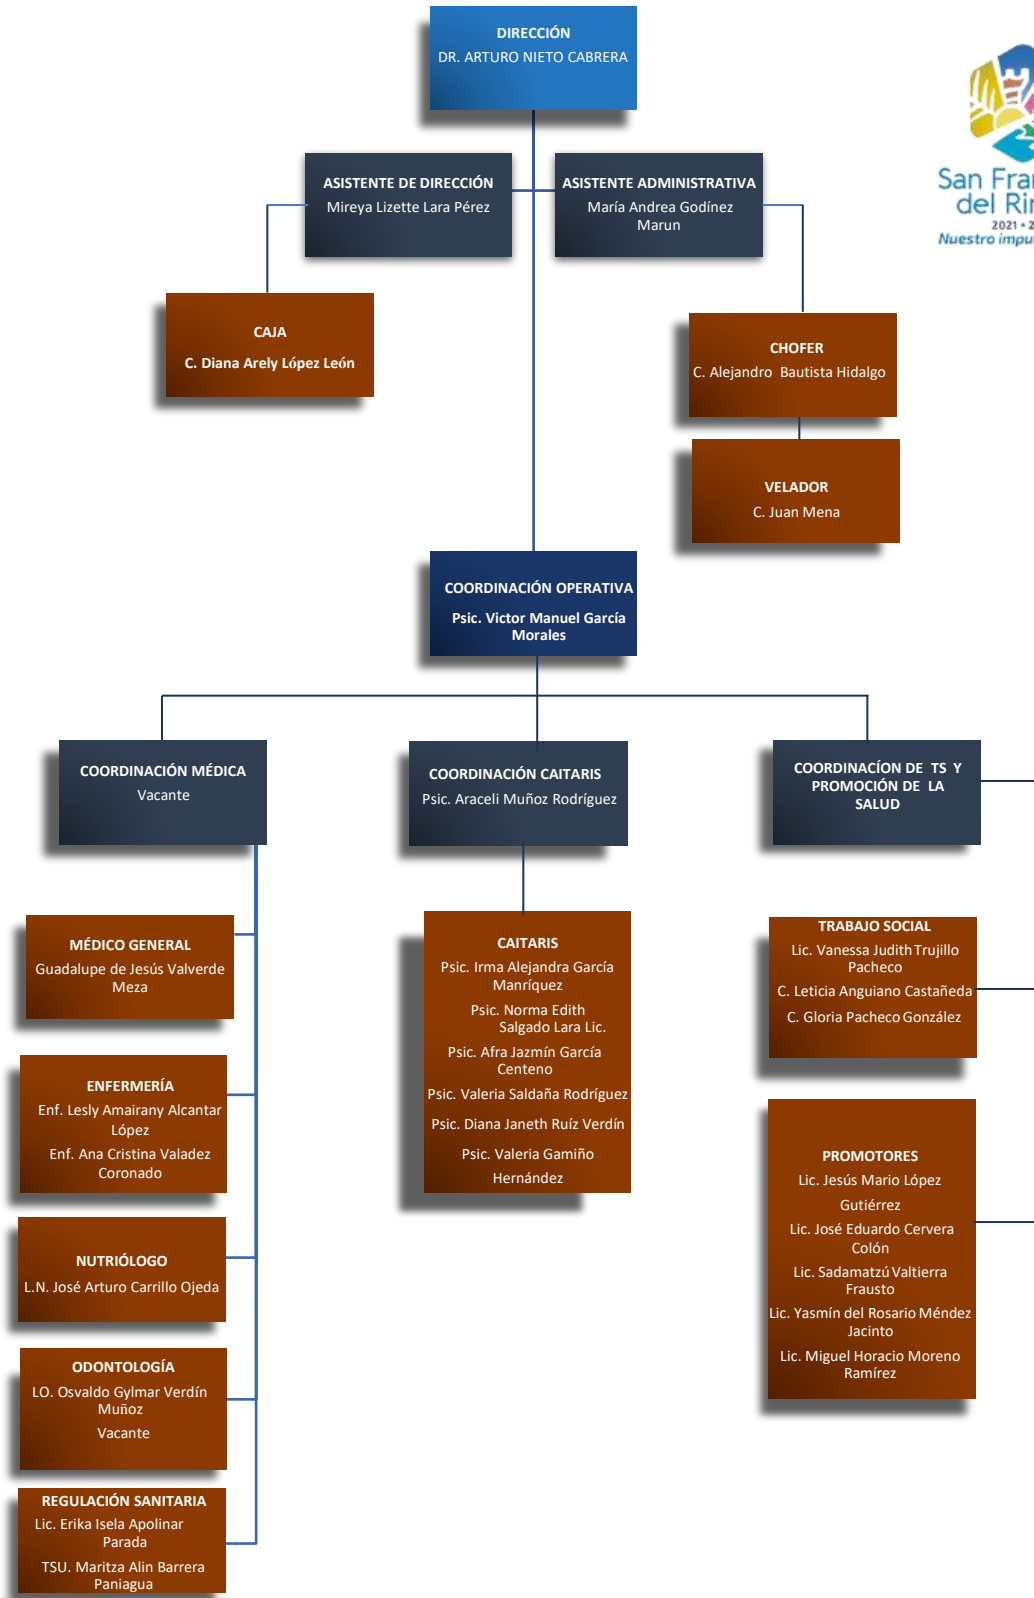 DIRECCIÓN
DR. ARTURO NIETO CABRERA
San Fran
del Rin
2021 • 2
Nuestro impu
ASISTENTE DE DIRECCIÓN
Mireya Lizette Lara Pérez
ASISTENTE ADMINISTRATIVA
María Andrea Godínez
Marun
CAJA
C. Diana Arely López León
CHOFER
C. Alejandro Bautista Hidalgo
VELADOR
C. Juan Mena
COORDINACIÓN OPERATIVA
Psic. Victor Manuel García
Morales
COORDINACIÓN MÉDICA
Vacante
COORDINACIÓN CAITARIS
Psic. Araceli Muñoz Rodríguez
COORDINACÍON DE TS Y
PROMOCIÓN DE LA
SALUD
MÉDICO GENERAL
Guadalupe de Jesús Valverde
Meza
ENFERMERÍA
Enf. Lesly Amairany Alcantar
López
Enf. Ana Cristina Valadez
Coronado
NUTRIÓLOGO
L.N. José Arturo Carrillo Ojeda
ODONTOLOGÍA
LO. Osvaldo Gylmar Verdín
Muñoz
Vacante
REGULACIÓN SANITARIA
Lic. Erika Isela Apolinar
Parada
TSU. Maritza Alin Barrera
Paniagua
CAITARIS
Psic. Irma Alejandra García
Manríquez
Psic. Norma Edith
Salgado Lara Lic.
Psic. Afra Jazmín García
Centeno
Psic. Valeria Saldaña Rodríguez
Psic. Diana Janeth Ruíz Verdín
Psic. Valeria Gamiño
Hernández
TRABAJO SOCIAL
Lic. Vanessa Judith Trujillo
Pacheco
C. Leticia Anguiano Castañeda
C. Gloria Pacheco González
PROMOTORES
Lic. Jesús Mario López
Gutiérrez
Lic. José Eduardo Cervera
Colón
Lic. Sadamatzú Valtierra
Frausto
Lic. Yasmín del Rosario Méndez
Jacinto
Lic. Miguel Horacio Moreno
Ramírez